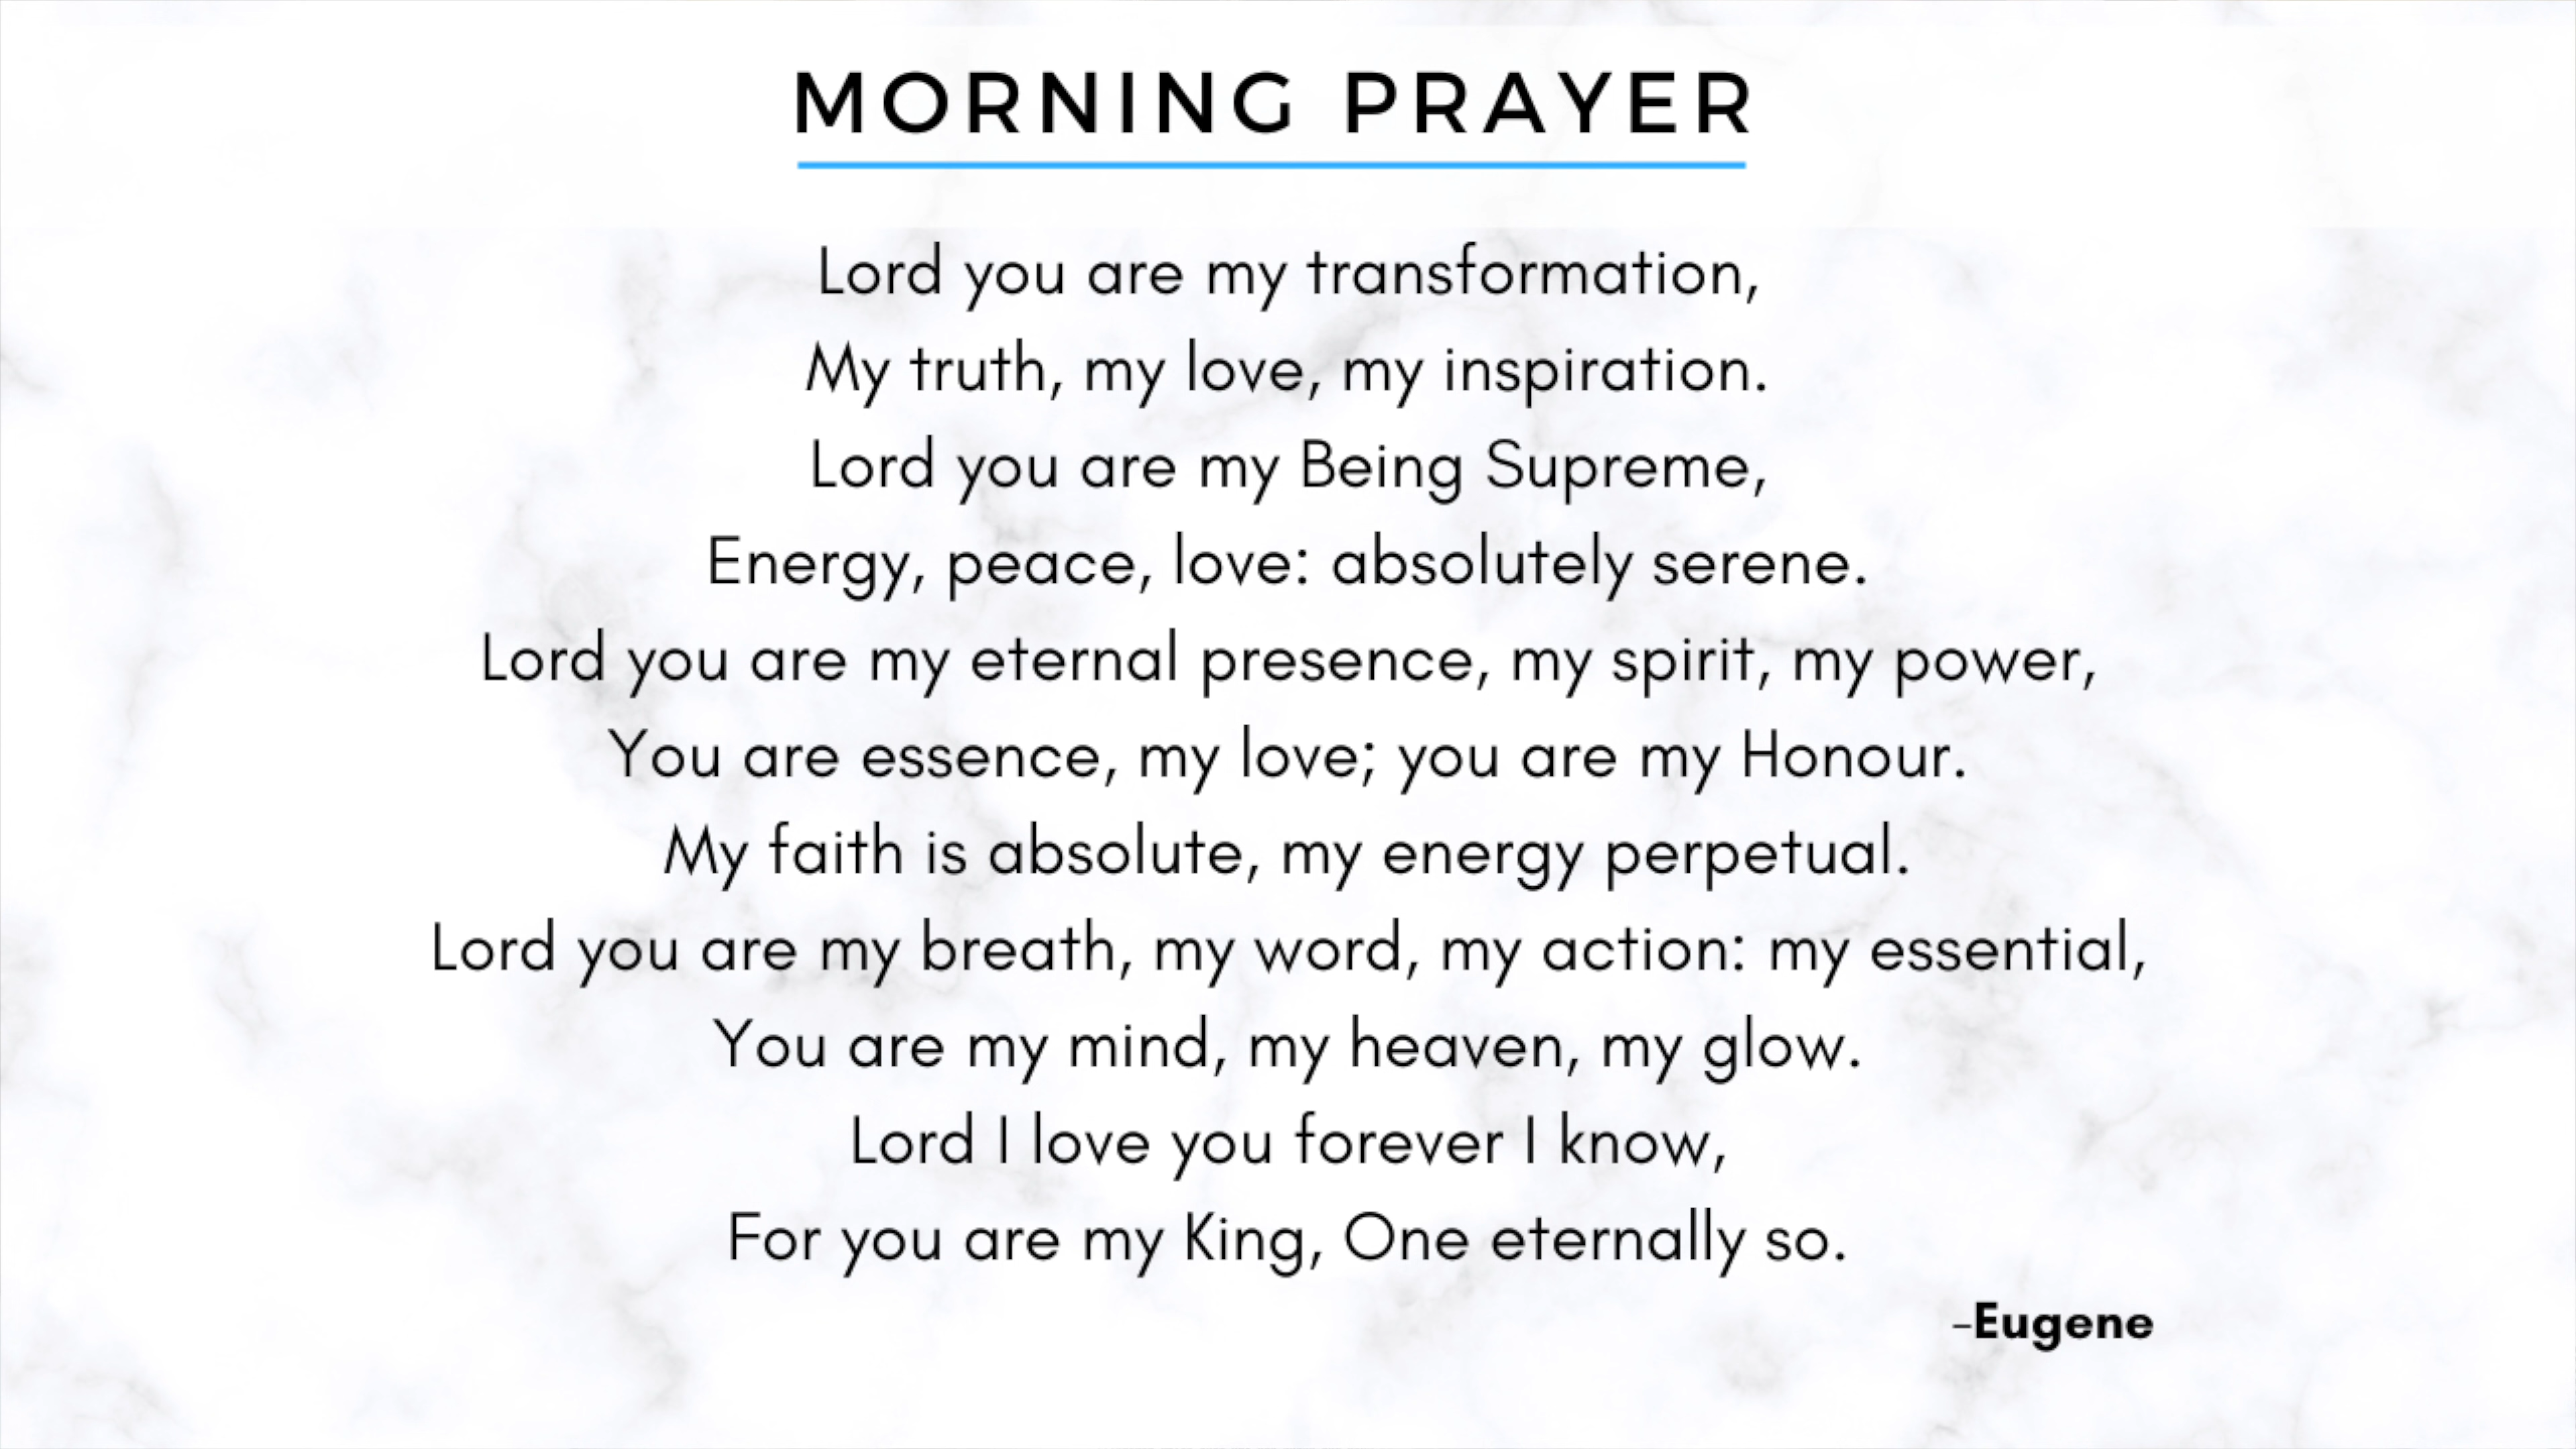 MORNING PRAYER
Lord you are my transformation,
My truth, my love, my inspiration.
Lord you are my Being Supreme,
Energy, peace, love: absolutely serene.
Lord you are my eternal presence, my spirit, my power,
You are essence, my love; you are my Honour.
My faith is absolute, my energy perpetual.
Lord you are my breath, my word, my action: my essential,
You are my mind, my heaven, my glow.
Lord I love you forever I know,
For you are my King, One eternally so.
-Eugene